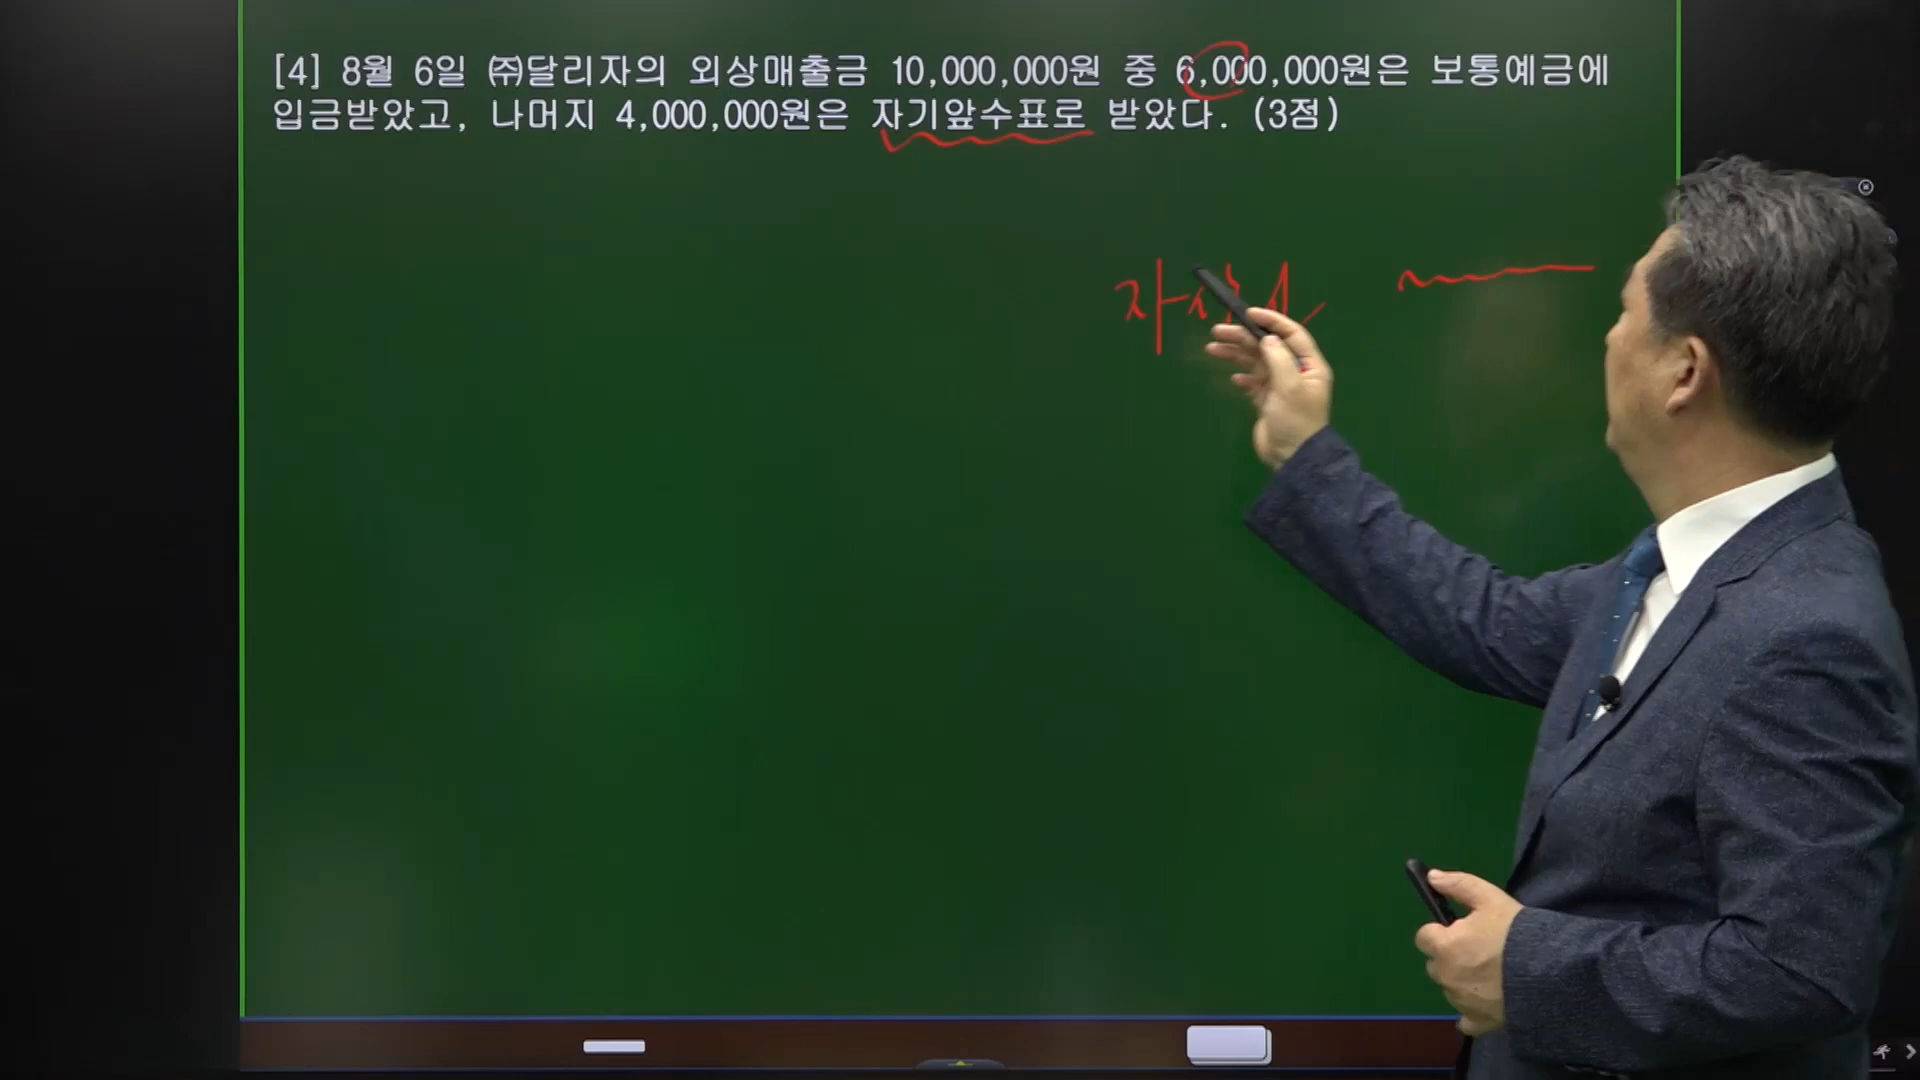 [4] 8월 6일 ㈜달리자의 외상매출금 10,000,000원 중 6,000,000원은 보통예금에
입금받았고, 나머지 4,000,000원은 자기앞수표로 받았다. (3점)